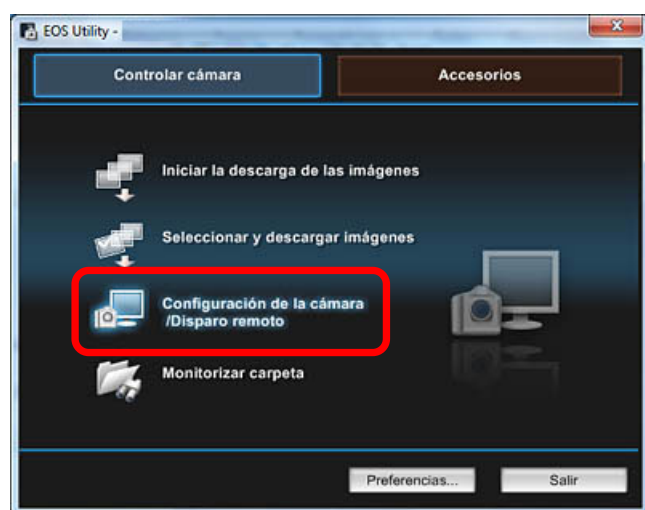 EOS Utility -
Controlar cámara
Accesorios
Iniciar la descarga de las imágenes
Seleccionar y descargar imágenes
Configuración de la cámara
/Disparo remoto
Monitorizar carpeta
Preferencias...
Salir